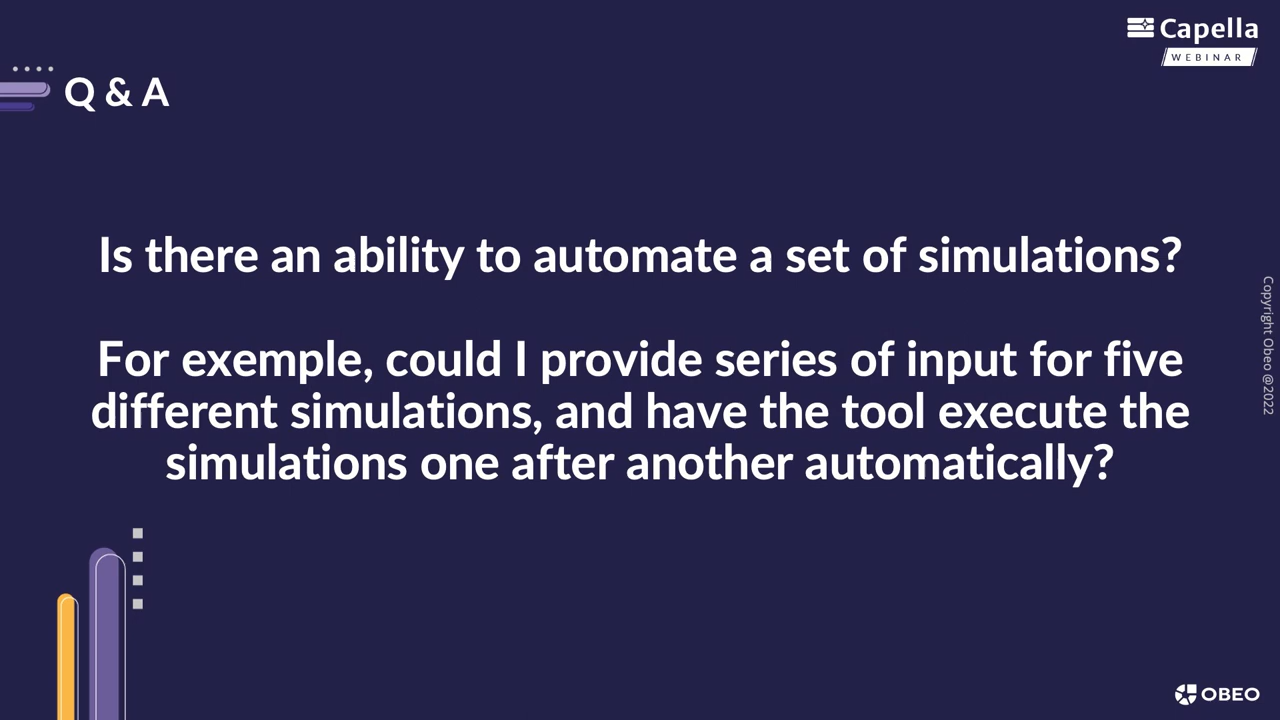 Capella
WEBINAR
Q & A
Is there an ability to automate a set of simulations?
For exemple, could I provide series of input for five
different simulations, and have the tool execute the
simulations one after another automatically?
Copyright Obeo @2022
OBEO